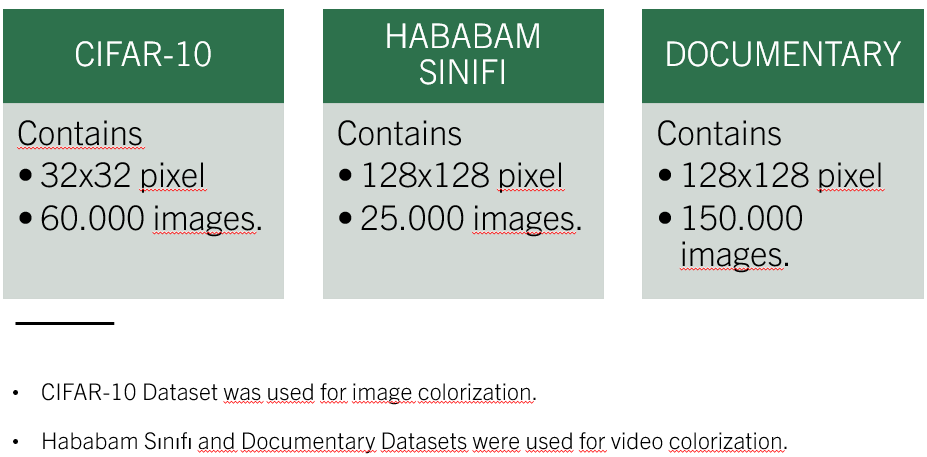 CIFAR-10
Contains
• 32x32 pixel
• 60.000 images.
HABABAM
SINIFI
Contains
• 128x128 pixel
• 25.000 images.
DOCUMENTARY
Contains
• 128x128 pixel
• 150.000
images.
• CIFAR-10 Dataset was used for image colorization.
• Hababam Sınıfı and Documentary Datasets were used for video colorization.